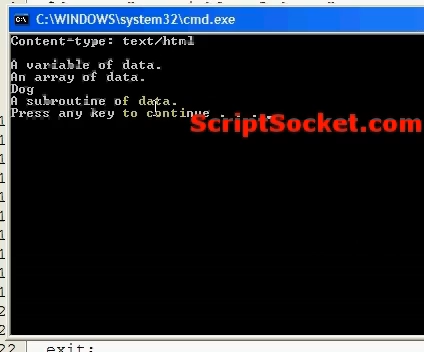 C:\WINDOWS\system32\cmd.exe
Content-type: text/html
A variable of data.
An array of data.
Dog
A subroutine of data.
Press any key to continue . . .
ScriptSocket.com
22 exit;